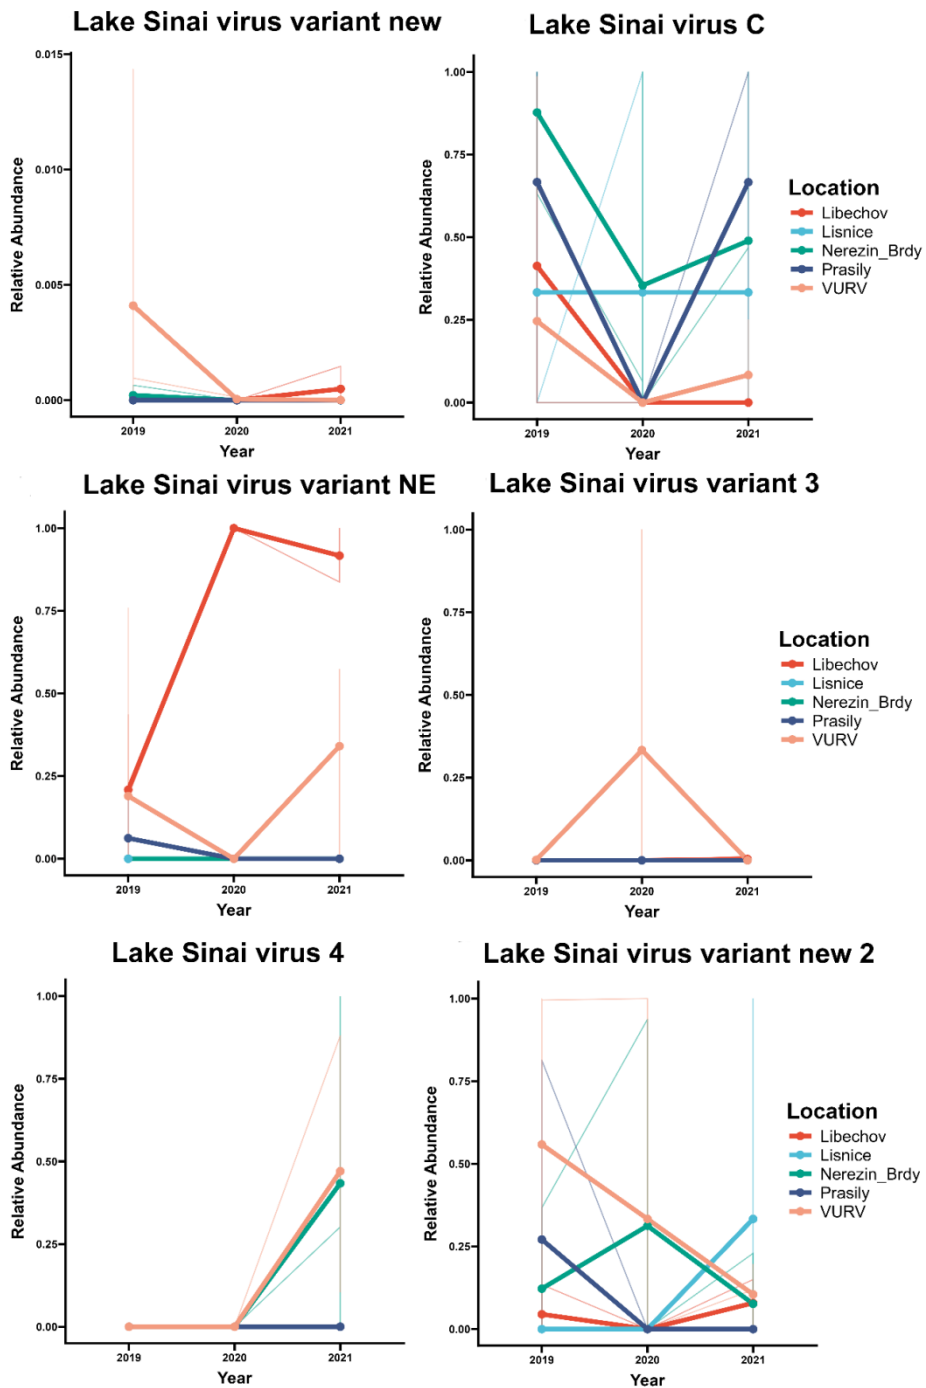 Lake Sinai virus variant new
0.015
0.010
0.005
0.000
Relative Abundance
2019
2020
2021
Year
Lake Sinai virus C
1.00
0.75
0.50
0.25
0.00
Relative Abundance
2019
2020
2021
Year
Location
Libechov
Lisnice
Nerezin_Brdy
Prasily
VURV
Lake Sinai virus variant NE
1.00
0.75
0.50
0.25
0.00
Relative Abundance
2019
2020
2021
Year
Lake Sinai virus variant 3
1.00
0.75
0.50
0.25
0.00
Relative Abundance
2019
2020
2021
Year
Location
Libechov
Lisnice
Nerezin_Brdy
Prasily
VURV
Lake Sinai virus 4
1.00
0.75
0.50
0.25
0.00
Relative Abundance
2019
2020
2021
Year
Lake Sinai virus variant new 2
1.00
0.75
0.50
0.25
0.00
Relative Abundance
2019
2020
2021
Year
Location
Libechov
Lisnice
Nerezin_Brdy
Prasily
VURV